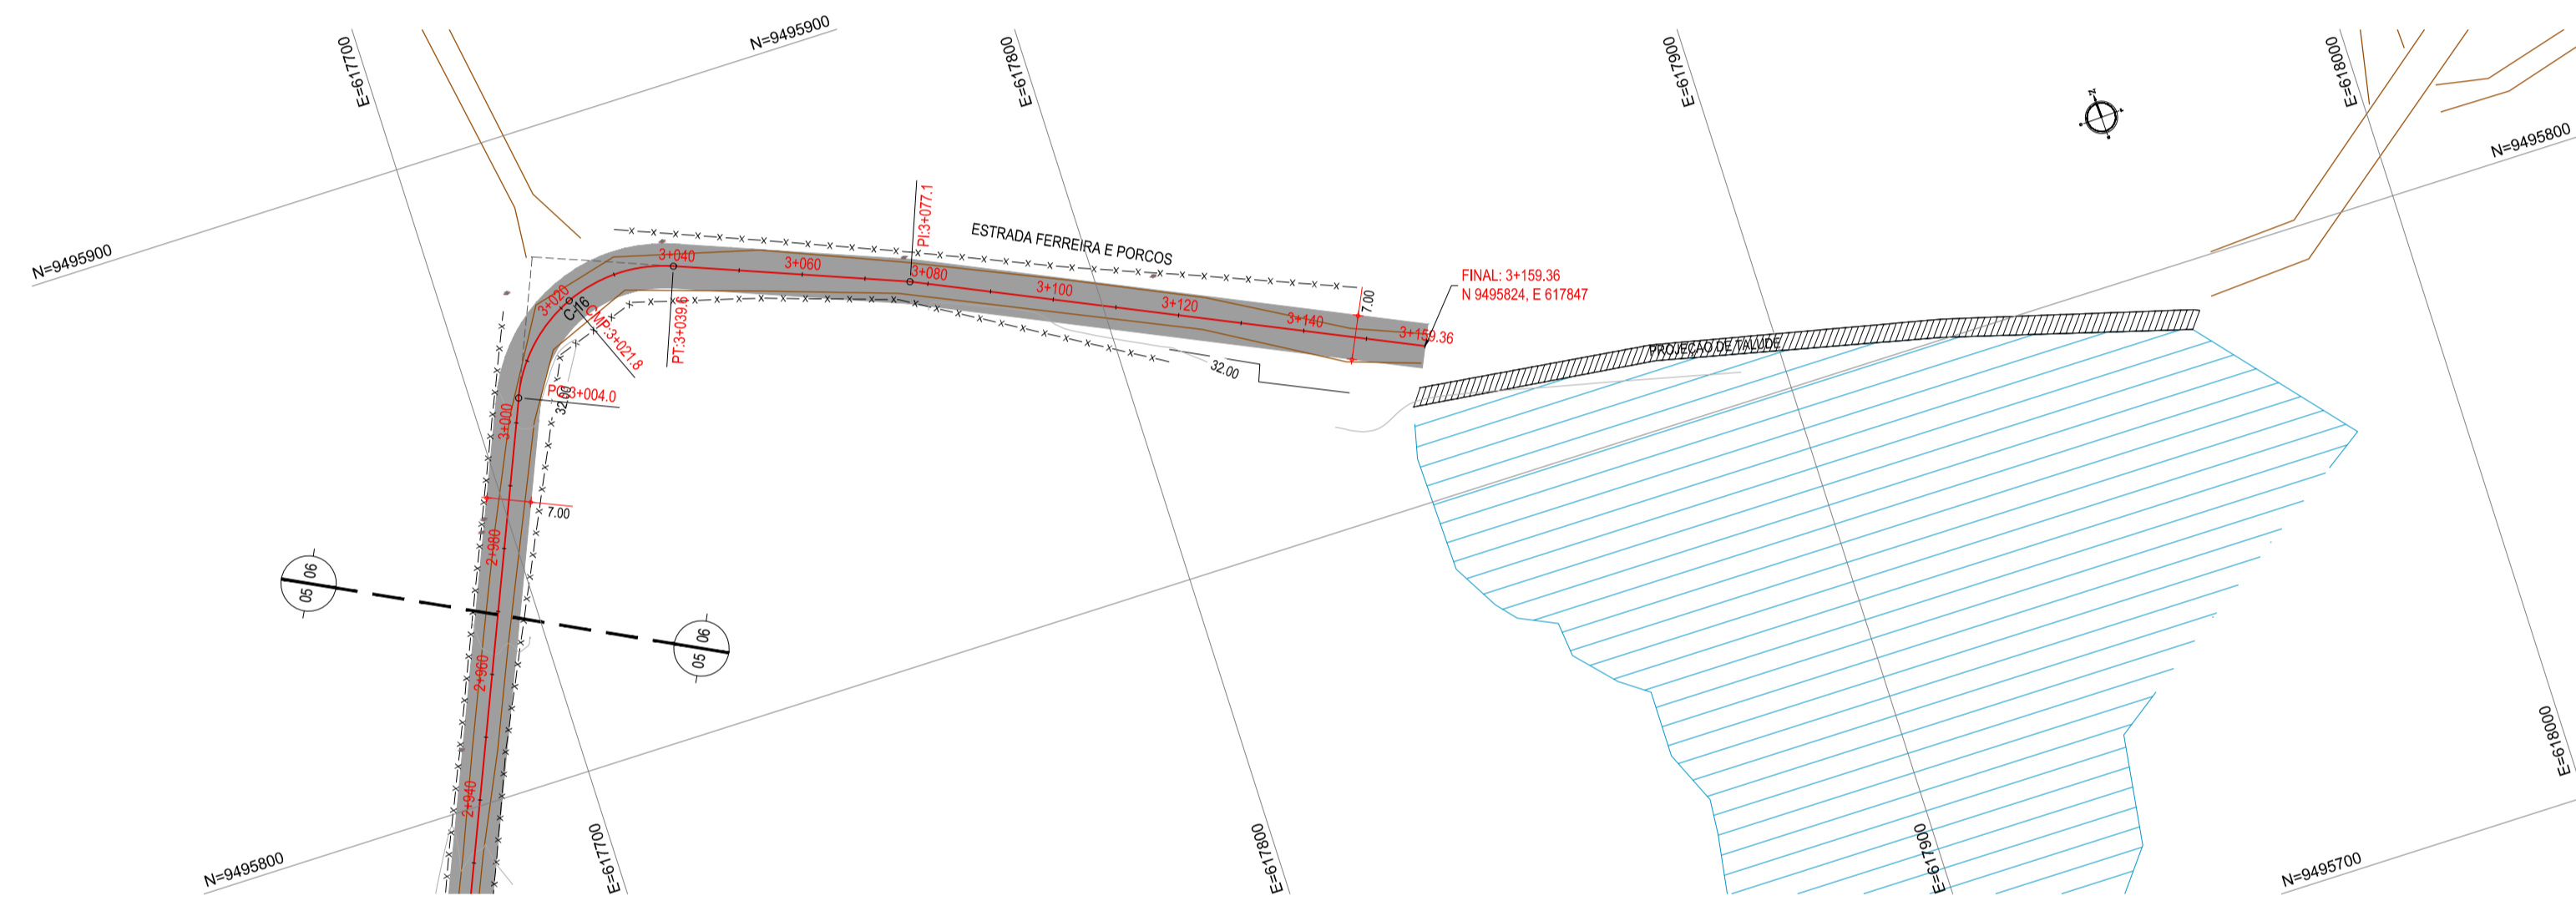 N=9495900
E=617700
E=617800
E=617900
E=618000
N
N=9495800
N=9495900
PI:3+077.1
ESTRADA FERREIRA E PORCOS
3+040
3+060
3+080
3+100
3+120
3+140
3+159.36
7.00
FINAL: 3+159.36
N 9495824, E 617847
3+020
C-16
CMP:3+021.8
PT:3+039.6
32.00
PROJEÇÃO DE TALUDE
PC:3+004.0
32.00
3+000
7.00
2+980
05 06
05 06
2+960
2+940
E=618000
N=9495800
E=617700
E=617800
E=617900
N=9495700